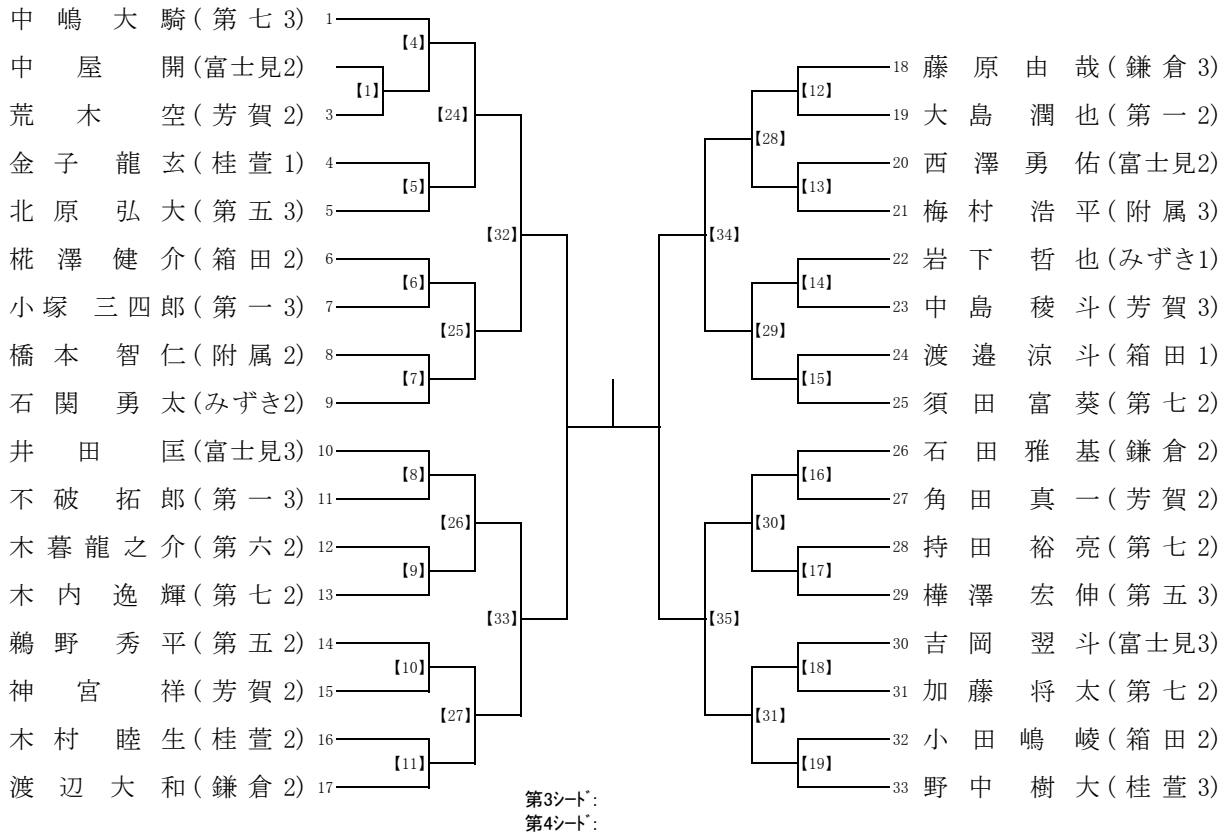 中嶋大騎(第七3) 1
中屋開(富士見2)
荒木空(芳賀2) 3
金子龍玄(桂萱1) 4
北原弘大(第五3) 5
椛澤健介(箱田2) 6
小塚三四郎(第一3) 7
橋本智仁(附属2) 8
石関勇太(みずき2) 9
井田匡(富士見3) 10
不破拓郎(第一3) 11
木暮龍之介(第六2) 12
木内逸輝(第七2) 13
鵜野秀平(第五2) 14
神宮祥(芳賀2) 15
木村睦生(桂萱2) 16
渡辺大和(鎌倉2) 17
【4】
【1】
【24】
【5】
【32】
【6】
【25】
【7】
【8】
【26】
【9】
【33】
【10】
【27】
【11】
18 藤原由哉(鎌倉3)
19 大島潤也(第一2)
20 西澤勇佑(富士見2)
21 梅村浩平(附属3)
22 岩下哲也(みずき1)
23 中島稜斗(芳賀3)
24 渡邉涼斗(箱田1)
25 須田富葵(第七2)
26 石田雅基(鎌倉2)
27 角田真一(芳賀2)
28 持田裕亮(第七2)
29 樺澤宏伸(第五3)
30 吉岡翌斗(富士見3)
31 加藤将太(第七2)
32 小田嶋崚(箱田2)
33 野中樹大(桂萱3)
【12】
【28】
【13】
【34】
【14】
【29】
【15】
【16】
【30】
【17】
【35】
【18】
【31】
【19】
第3シード:
第4シード: